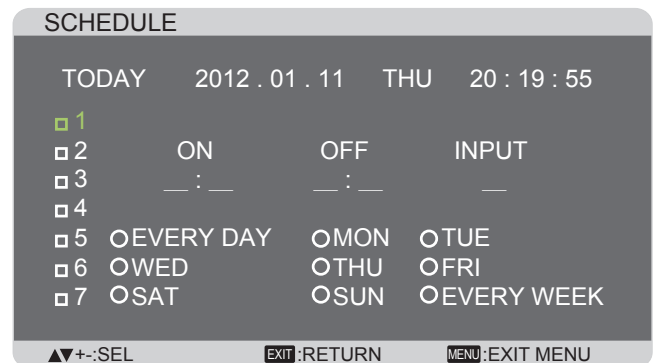 SCHEDULE
TODAY 2012 . 01 . 11 THU 20 : 19 : 55
1
2 ON OFF INPUT
3 __ : __ __ : __ __
4
5 EVERY DAY MON TUE
6 WED THU FRI
7 SAT SUN EVERY WEEK
▲▼+-:SEL EXIT:RETURN MENU:EXIT MENU